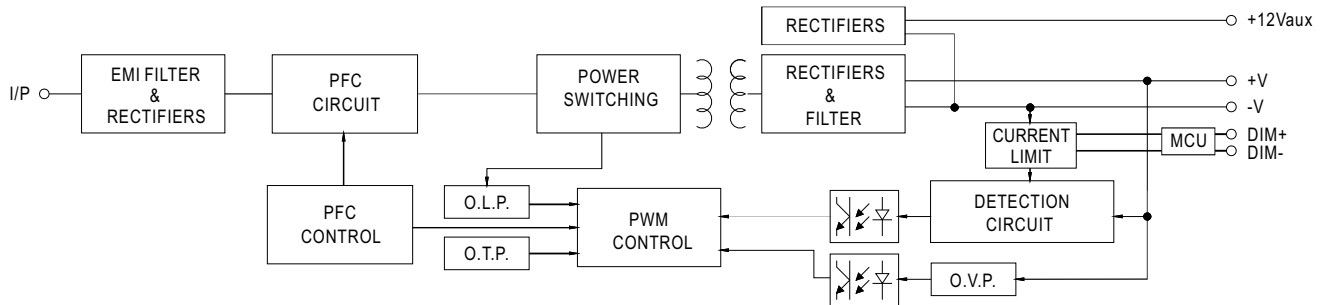 RECTIFIERS
+12Vaux
I/P
EMI FILTER
&
RECTIFIERS
PFC
CIRCUIT
POWER
SWITCHING
RECTIFIERS
&
FILTER
+V
-V
CURRENT
LIMIT
MCU
DIM+
DIM-
PFC
CONTROL
O.L.P.
O.T.P.
PWM
CONTROL
DETECTION
CIRCUIT
O.V.P.